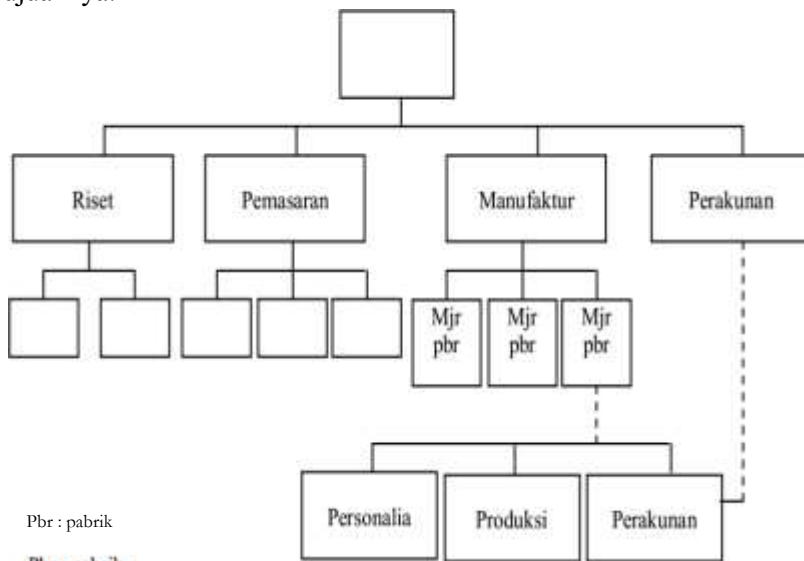 Riset
Pemasaran
Manufaktur
Perakunan
Mjr
pbr
Mjr
pbr
Mjr
pbr
Personalia
Produksi
Perakunan
Pbr : pabrik